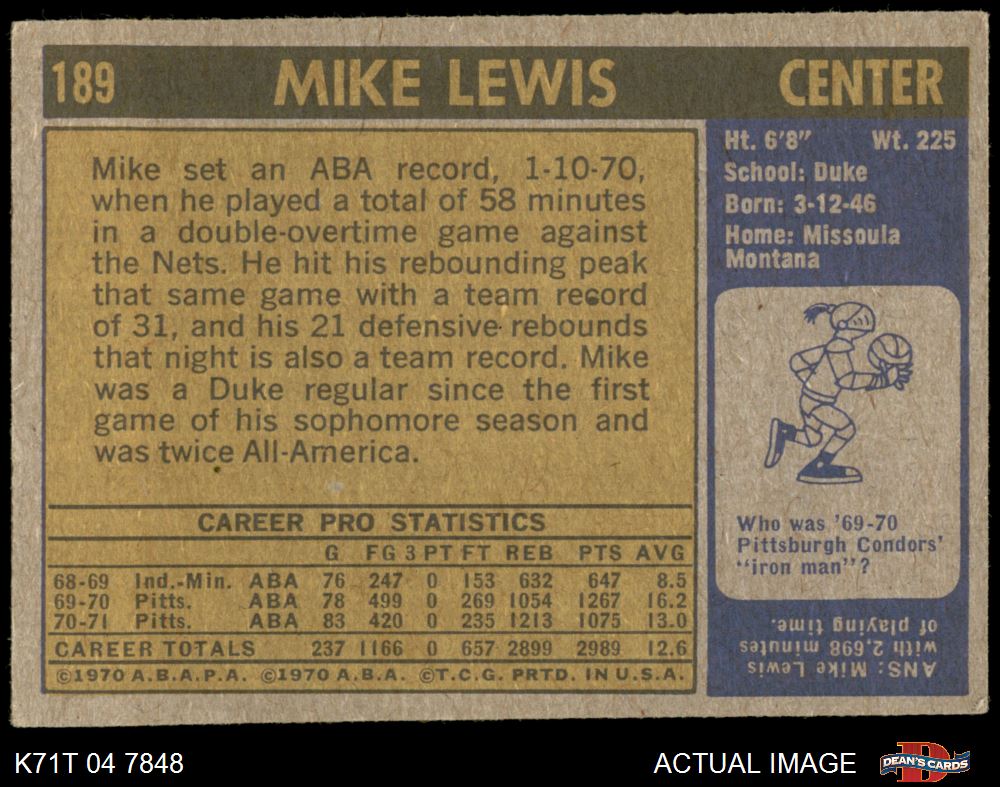 189 MIKE LEWIS CENTER
Mike set an ABA record, 1-10-70,
when he played a total of 58 minutes
in a double-overtime game against
the Nets. He hit his rebounding peak
that same game with a team record
of 31, and his 21 defensive rebounds
that night is also a team record. Mike
was a Duke regular since the first
game of his sophomore season and
was twice All-America.
CAREER PRO STATISTICS
G FG 3 PT FT REB PTS AVG
68-69 Ind.-Min. ABA 76 247 0 153 632 647 8.5
69-70 Pitts. ABA 78 499 0 269 1054 1267 16.2
70-71 Pitts. ABA 83 420 0 235 1213 1075 13.0
CAREER TOTALS 237 1166 0 657 2899 2989 12.6
©1970 A.B.A.P.A. ©1970 A.B.A. ©T.C.G. PRTD. IN U.S.A.
Ht. 6'8" Wt. 225
School: Duke
Born: 3-12-46
Home: Missoula
Montana
Who was '69-70
Pittsburgh Condors'
"iron man"?
ANS: Mike Lewis
with 2,698 minutes
of playing time.
K71T 04 7848 ACTUAL IMAGE DEAN'S CARDS